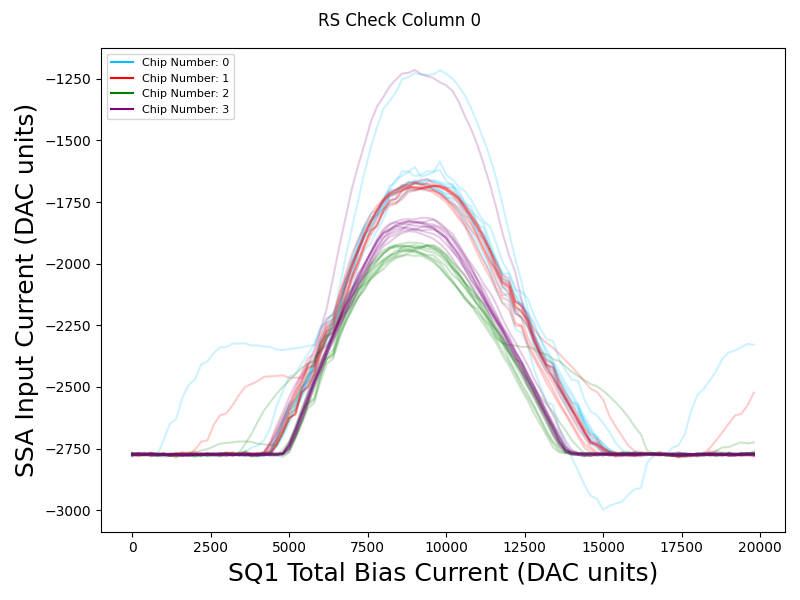 RS Check Column 0
Chip Number: 0
Chip Number: 1
Chip Number: 2
Chip Number: 3
SSA Input Current (DAC units)
−1250
−1500
−1750
−2000
−2250
−2500
−2750
−3000
0 2500 5000 7500 10000 12500 15000 17500 20000
SQ1 Total Bias Current (DAC units)